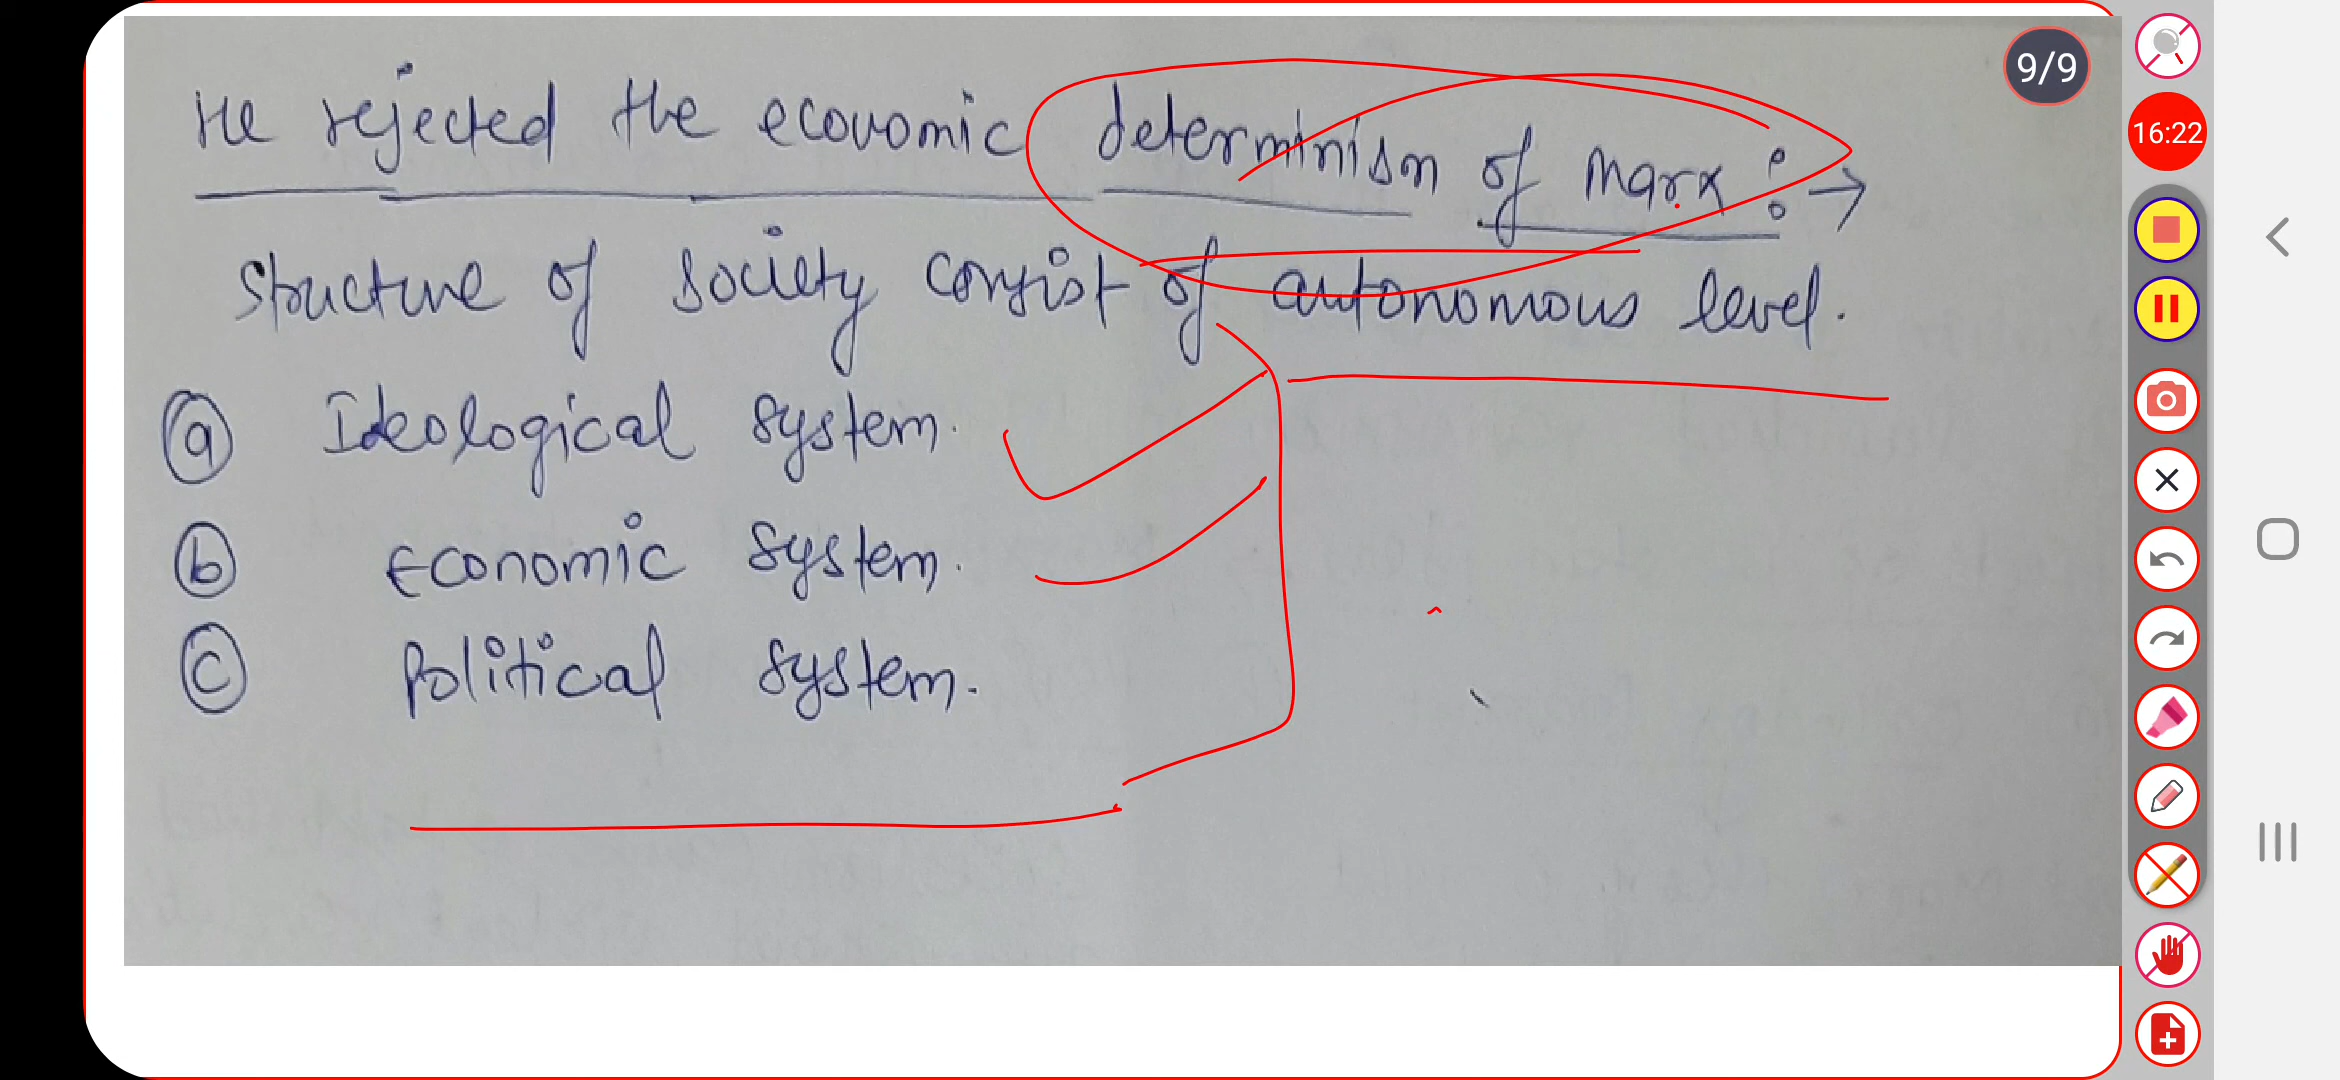 9/9
He rejected the economic determinism of Marx :→
16:22
structure of society consist of autonomous level.
(a) Ideological system.
(b) Economic system.
(c) Political system.